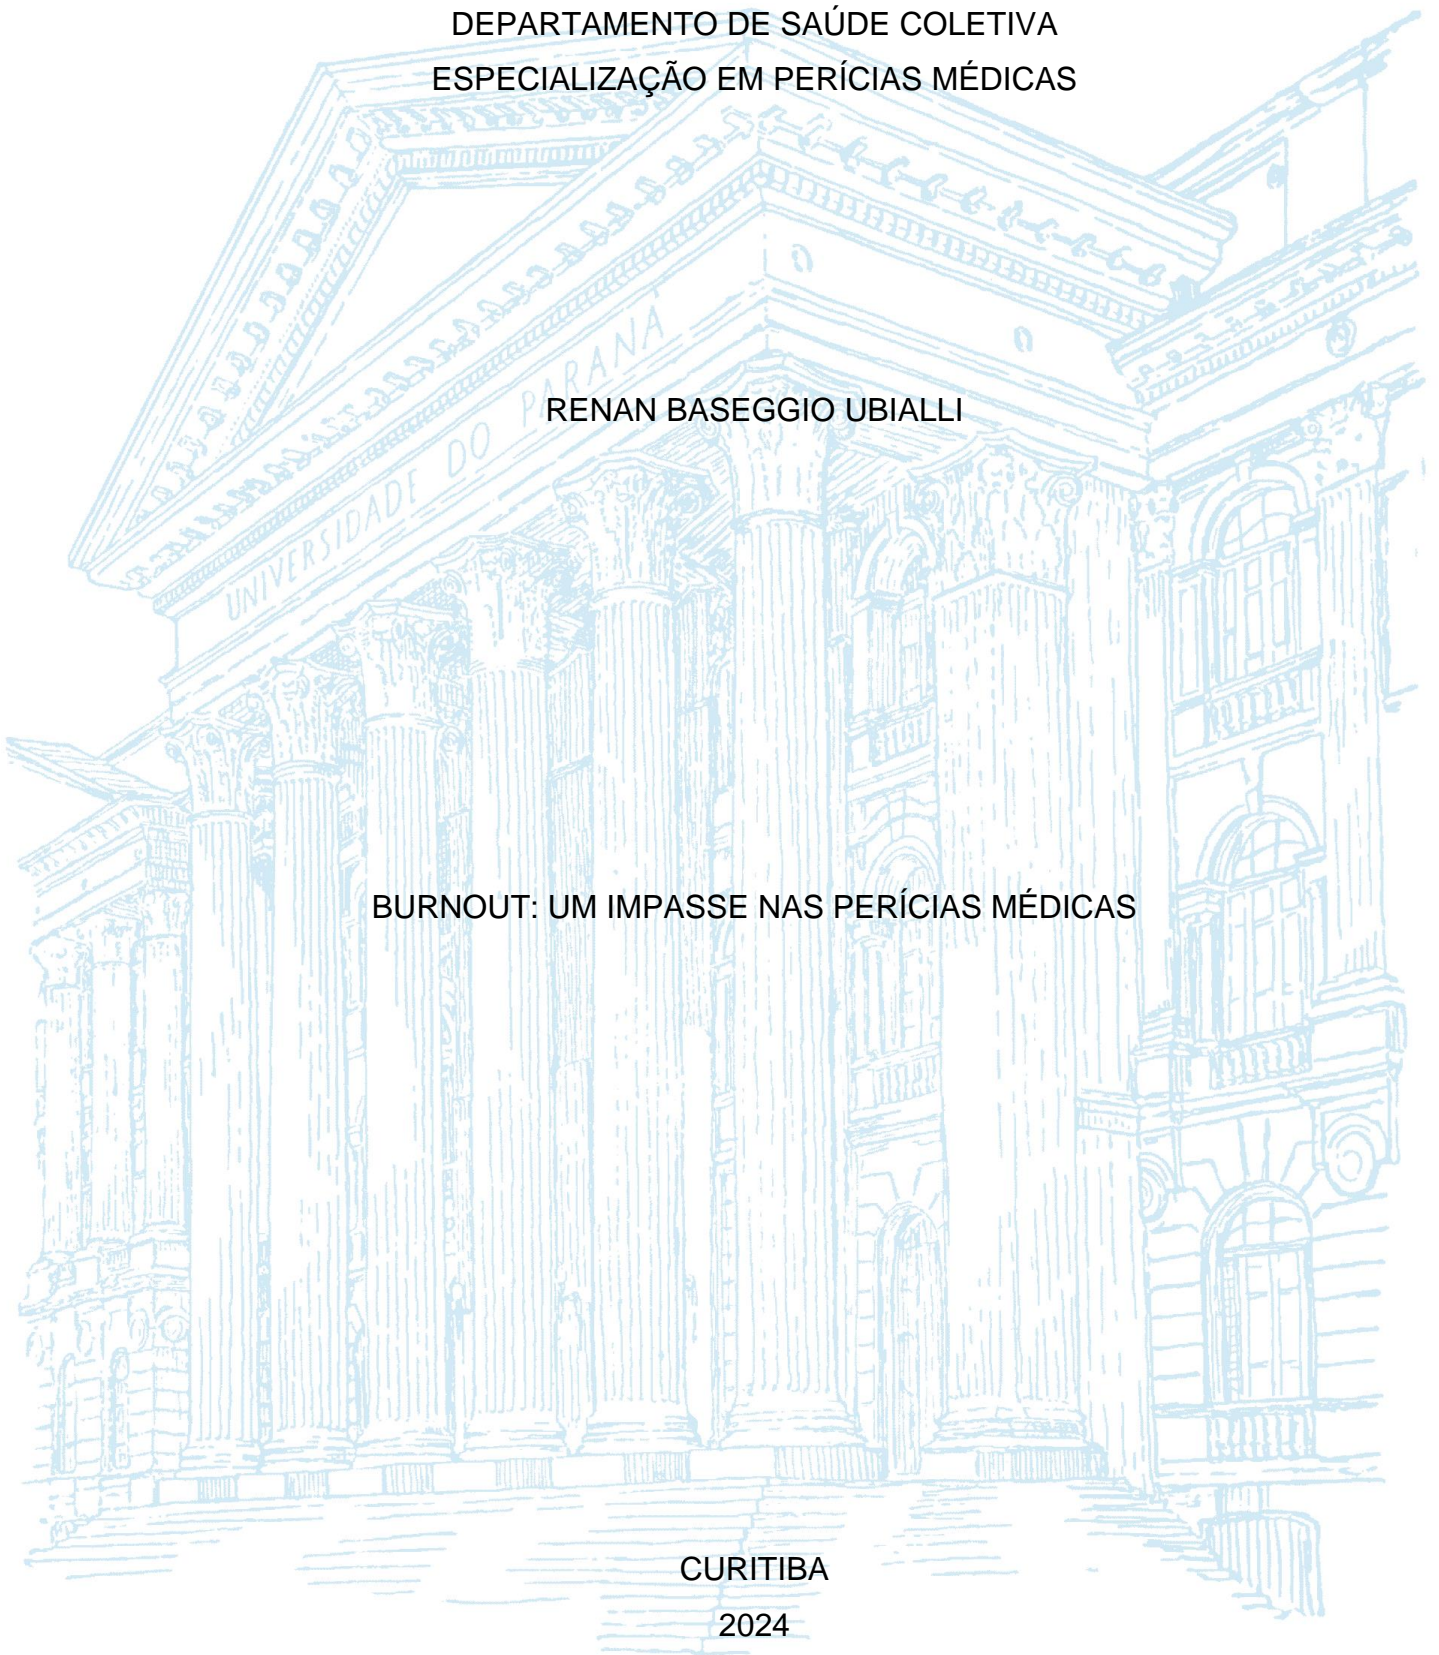 DEPARTAMENTO DE SAÚDE COLETIVA
ESPECIALIZAÇÃO EM PERÍCIAS MÉDICAS
UNIVERSIDADE DO PARANÁ
RENAN BASEGGIO UBIALLI
BURNOUT: UM IMPASSE NAS PERÍCIAS MÉDICAS
CURITIBA
2024